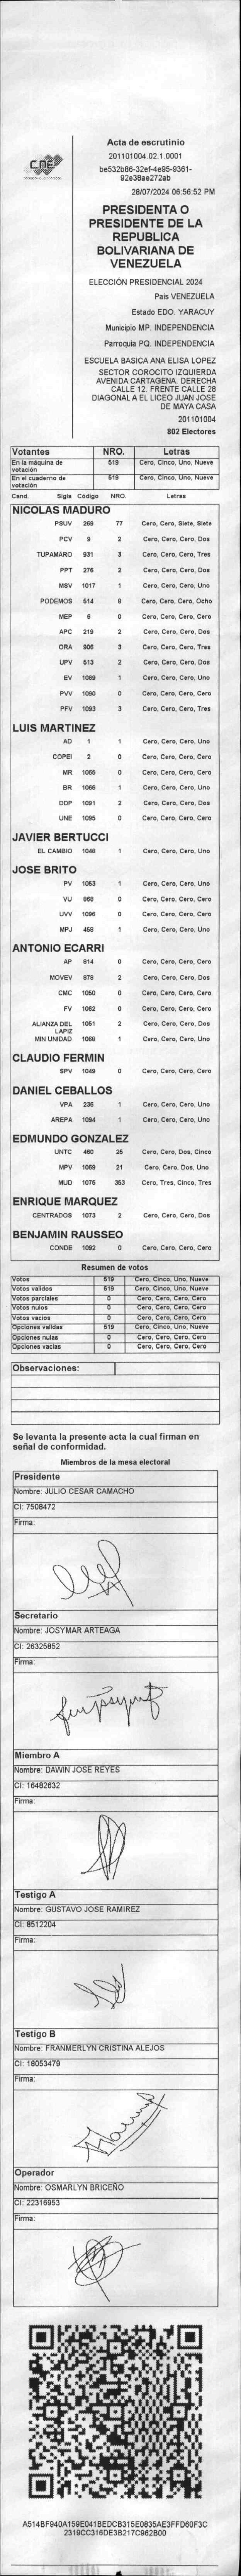 CNE
Acta de escrutinio
201101004.02.1.0001
be532b86-32ef-4e95-9361-
92e38ae272ab
28/07/2024 06:56:52 PM
PRESIDENTA O
PRESIDENTE DE LA
REPUBLICA
BOLIVARIANA DE
VENEZUELA
ELECCIÓN PRESIDENCIAL 2024
Pais VENEZUELA
Estado EDO. YARACUY
Municipio MP. INDEPENDENCIA
Parroquia PQ. INDEPENDENCIA
ESCUELA BASICA ANA ELISA LOPEZ
SECTOR COROCITO IZQUIERDA
AVENIDA CARTAGENA. DERECHA
CALLE 12. FRENTE CALLE 28
DIAGONAL A EL LICEO JUAN JOSE
DE MAYA CASA
201101004
802 Electores
Votantes NRO. Letras
En la máquina de votación 519 Cero, Cinco, Uno, Nueve
En el cuaderno de votación 519 Cero, Cinco, Uno, Nueve
Cand. Sigla Código NRO. Letras
NICOLAS MADURO
PSUV 269 77 Cero, Cero, Siete, Siete
PCV 9 2 Cero, Cero, Cero, Dos
TUPAMARO 931 3 Cero, Cero, Cero, Tres
PPT 276 2 Cero, Cero, Cero, Dos
MSV 1017 1 Cero, Cero, Cero, Uno
PODEMOS 514 8 Cero, Cero, Cero, Ocho
MEP 6 0 Cero, Cero, Cero, Cero
APC 219 2 Cero, Cero, Cero, Dos
ORA 906 3 Cero, Cero, Cero, Tres
UPV 513 2 Cero, Cero, Cero, Dos
EV 1089 1 Cero, Cero, Cero, Uno
PVV 1090 0 Cero, Cero, Cero, Cero
PFV 1093 3 Cero, Cero, Cero, Tres
LUIS MARTINEZ
AD 1 1 Cero, Cero, Cero, Uno
COPEI 2 0 Cero, Cero, Cero, Cero
MR 1055 0 Cero, Cero, Cero, Cero
BR 1066 1 Cero, Cero, Cero, Uno
DDP 1091 2 Cero, Cero, Cero, Dos
UNE 1095 0 Cero, Cero, Cero, Cero
JAVIER BERTUCCI
EL CAMBIO 1048 1 Cero, Cero, Cero, Uno
JOSE BRITO
PV 1053 1 Cero, Cero, Cero, Uno
VU 968 0 Cero, Cero, Cero, Cero
UVV 1096 0 Cero, Cero, Cero, Cero
MPJ 458 1 Cero, Cero, Cero, Uno
ANTONIO ECARRI
AP 814 0 Cero, Cero, Cero, Cero
MOVEV 978 2 Cero, Cero, Cero, Dos
CMC 1050 0 Cero, Cero, Cero, Cero
FV 1062 0 Cero, Cero, Cero, Cero
ALIANZA DEL LAPIZ 1051 2 Cero, Cero, Cero, Dos
MIN UNIDAD 1068 1 Cero, Cero, Cero, Uno
CLAUDIO FERMIN
SPV 1049 0 Cero, Cero, Cero, Cero
DANIEL CEBALLOS
VPA 236 1 Cero, Cero, Cero, Uno
AREPA 1094 1 Cero, Cero, Cero, Uno
EDMUNDO GONZALEZ
UNTC 460 25 Cero, Cero, Dos, Cinco
MPV 1069 21 Cero, Cero, Dos, Uno
MUD 1075 353 Cero, Tres, Cinco, Tres
ENRIQUE MARQUEZ
CENTRADOS 1073 2 Cero, Cero, Cero, Dos
BENJAMIN RAUSSEO
CONDE 1092 0 Cero, Cero, Cero, Cero
Resumen de votos
Votos 519 Cero, Cinco, Uno, Nueve
Votos validos 519 Cero, Cinco, Uno, Nueve
Votos parciales 0 Cero, Cero, Cero, Cero
Votos nulos 0 Cero, Cero, Cero, Cero
Votos vacios 0 Cero, Cero, Cero, Cero
Opciones validas 519 Cero, Cinco, Uno, Nueve
Opciones nulas 0 Cero, Cero, Cero, Cero
Opciones vacias 0 Cero, Cero, Cero, Cero
Observaciones:
Se levanta la presente acta la cual firman en
señal de conformidad.
Miembros de la mesa electoral
Presidente
Nombre: JULIO CESAR CAMACHO
CI: 7508472
Firma:
Secretario
Nombre: JOSYMAR ARTEAGA
CI: 26325852
Firma:
Miembro A
Nombre: DAWIN JOSE REYES
CI: 16482632
Firma:
Testigo A
Nombre: GUSTAVO JOSE RAMIREZ
CI: 8512204
Firma:
Testigo B
Nombre: FRANMERLYN CRISTINA ALEJOS
CI: 18053479
Firma:
Operador
Nombre: OSMARLYN BRICEÑO
CI: 22316953
Firma:
A514BF940A159E041BEDCB315E0835AE3FFD60F3C
2319CC316DE3B217C962B00